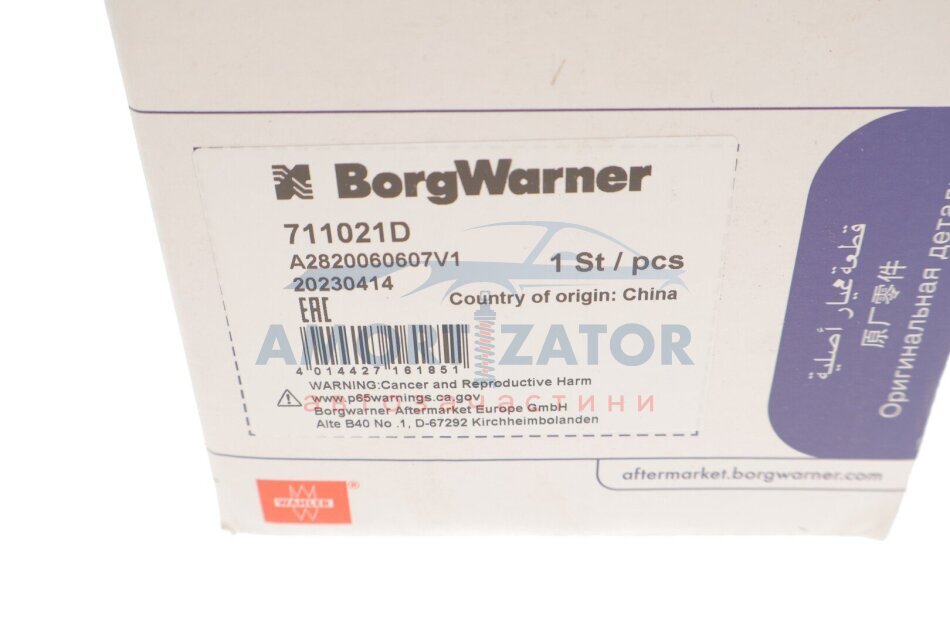 BorgWarner
711021D
A2820060607V1
1 St / pcs
20230414
Country of origin: China
EAC
AMORTIZATOR
автозапчастини
4 014427 161851
WARNING:Cancer and Reproductive Harm
www.p65warnings.ca.gov
Borgwarner Aftermarket Europe GmbH
Alte B40 No .1, D-67292 Kirchheimbolanden
WAHLER®
aftermarket.borgwarner.com
قطعة غيار أصلية
原厂零件
Оригинальная